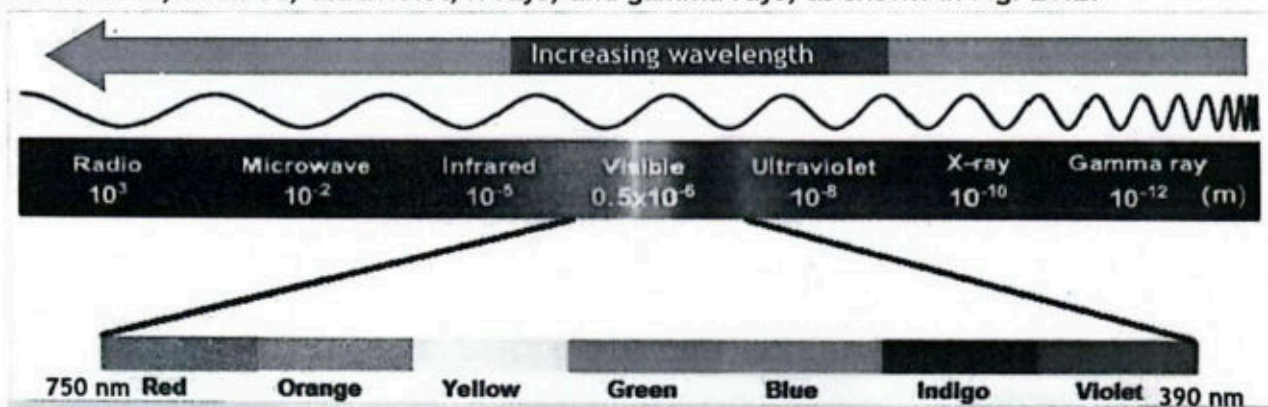 Increasing wavelength
Radio Microwave Infrared Visible Ultraviolet X-ray Gamma ray
10³ 10⁻² 10⁻⁵ 0.5x10⁻⁶ 10⁻⁸ 10⁻¹⁰ 10⁻¹² (m)
750 nm Red Orange Yellow Green Blue Indigo Violet 390 nm